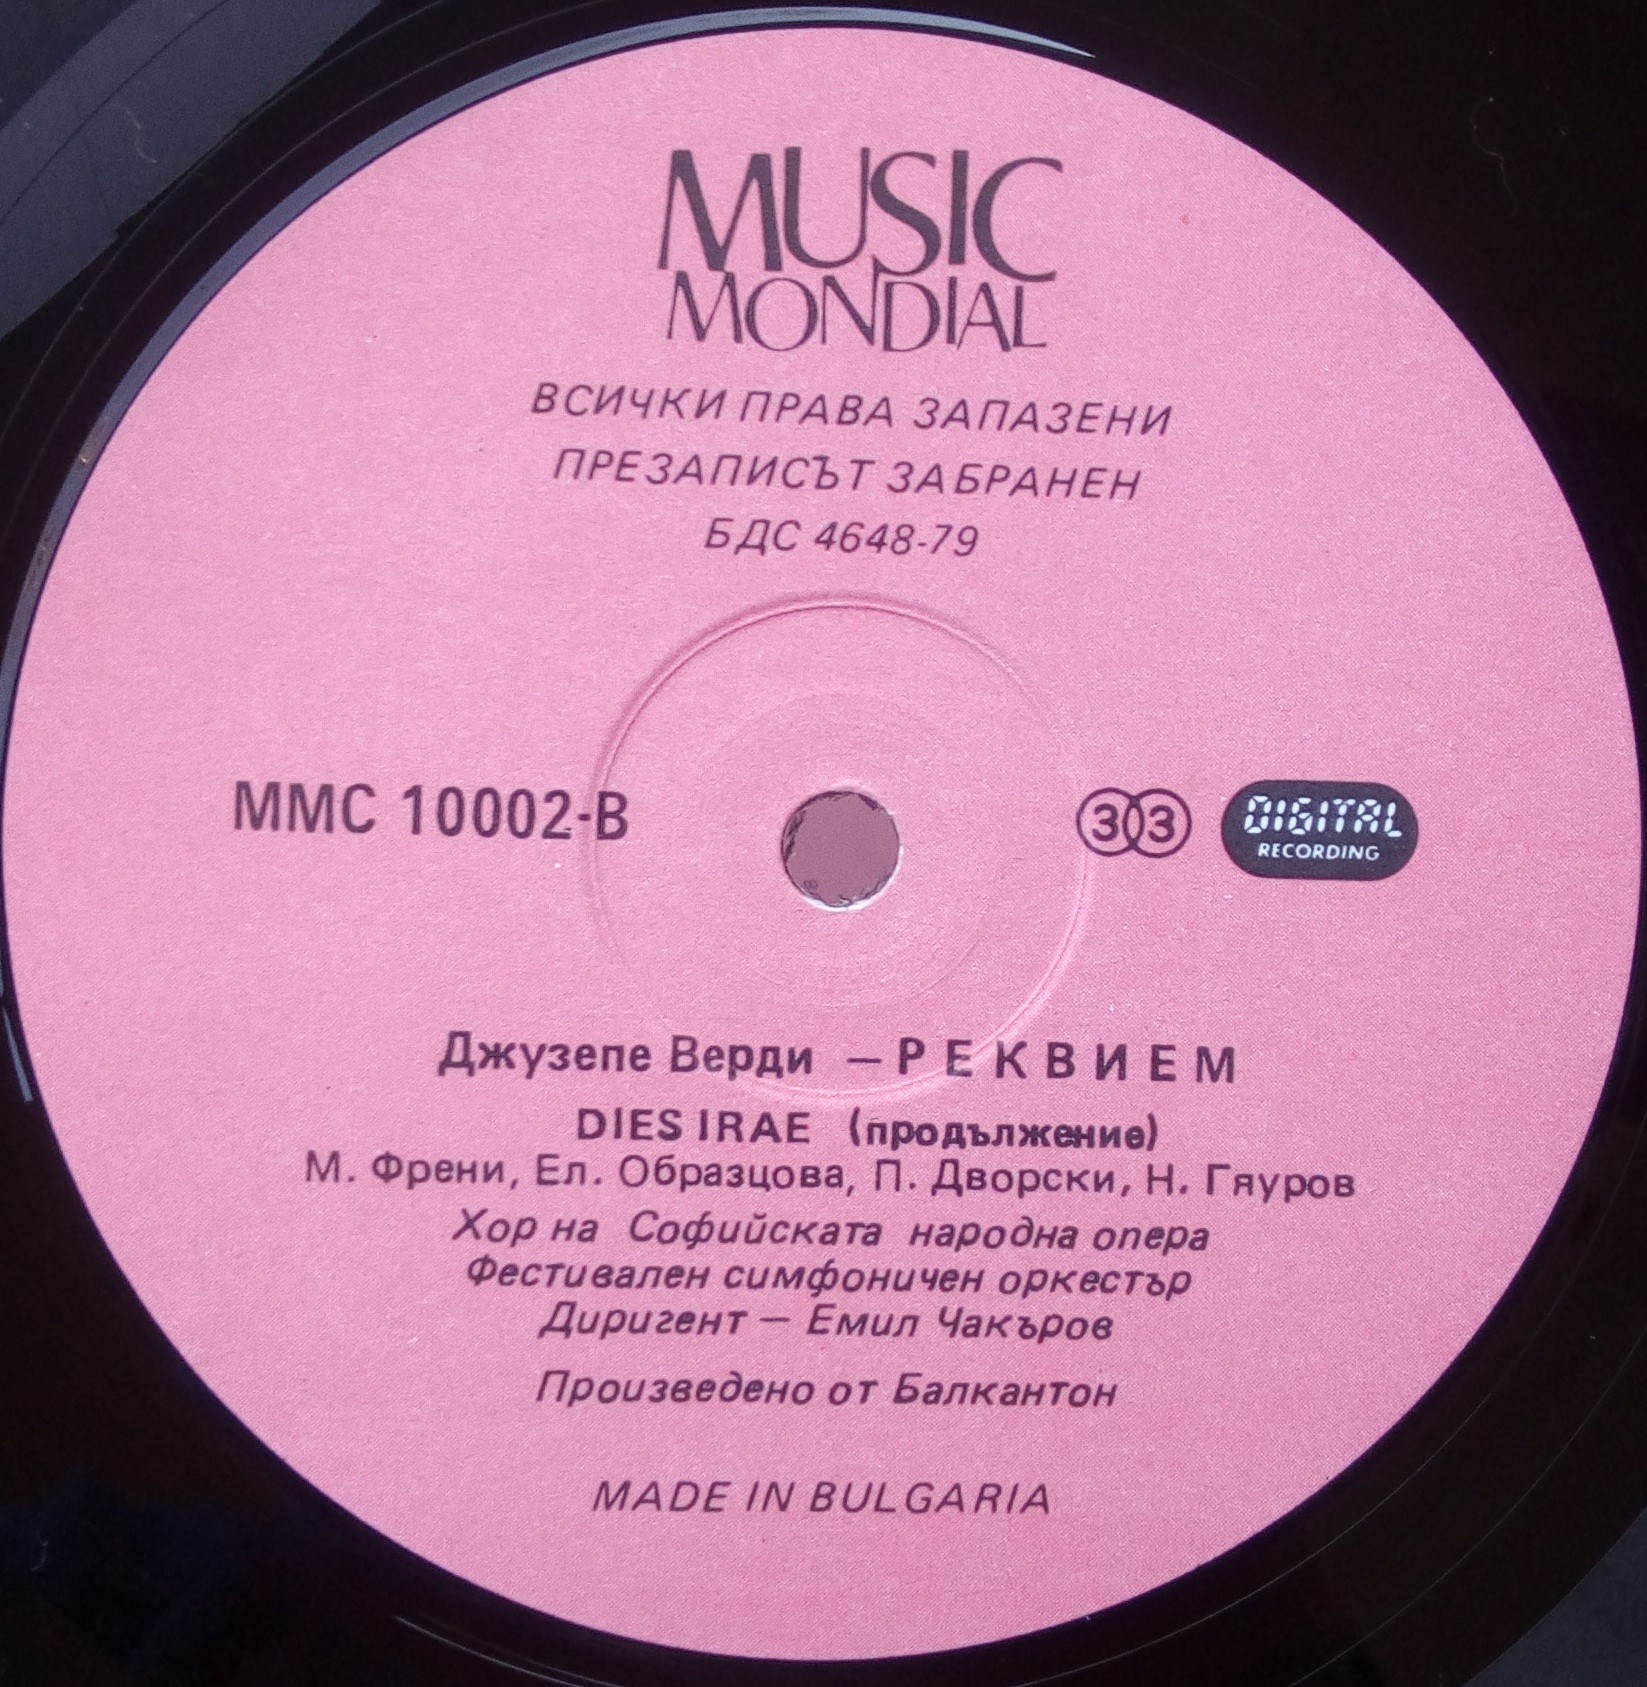 MUSIC
MONDIAL
ВСИЧКИ ПРАВА ЗАПАЗЕНИ
ПРЕЗАПИСЪТ ЗАБРАНЕН
БДС 4648-79
ММС 10002-В
33
DIGITAL
RECORDING
Джузепе Верди — РЕКВИЕМ
DIES IRAE (продължение)
М. Френи, Ел. Образцова, П. Дворски, Н. Гяуров
Хор на Софийската народна опера
Фестивален симфоничен оркестър
Диригент — Емил Чакъров
Произведено от Балкантон
MADE IN BULGARIA